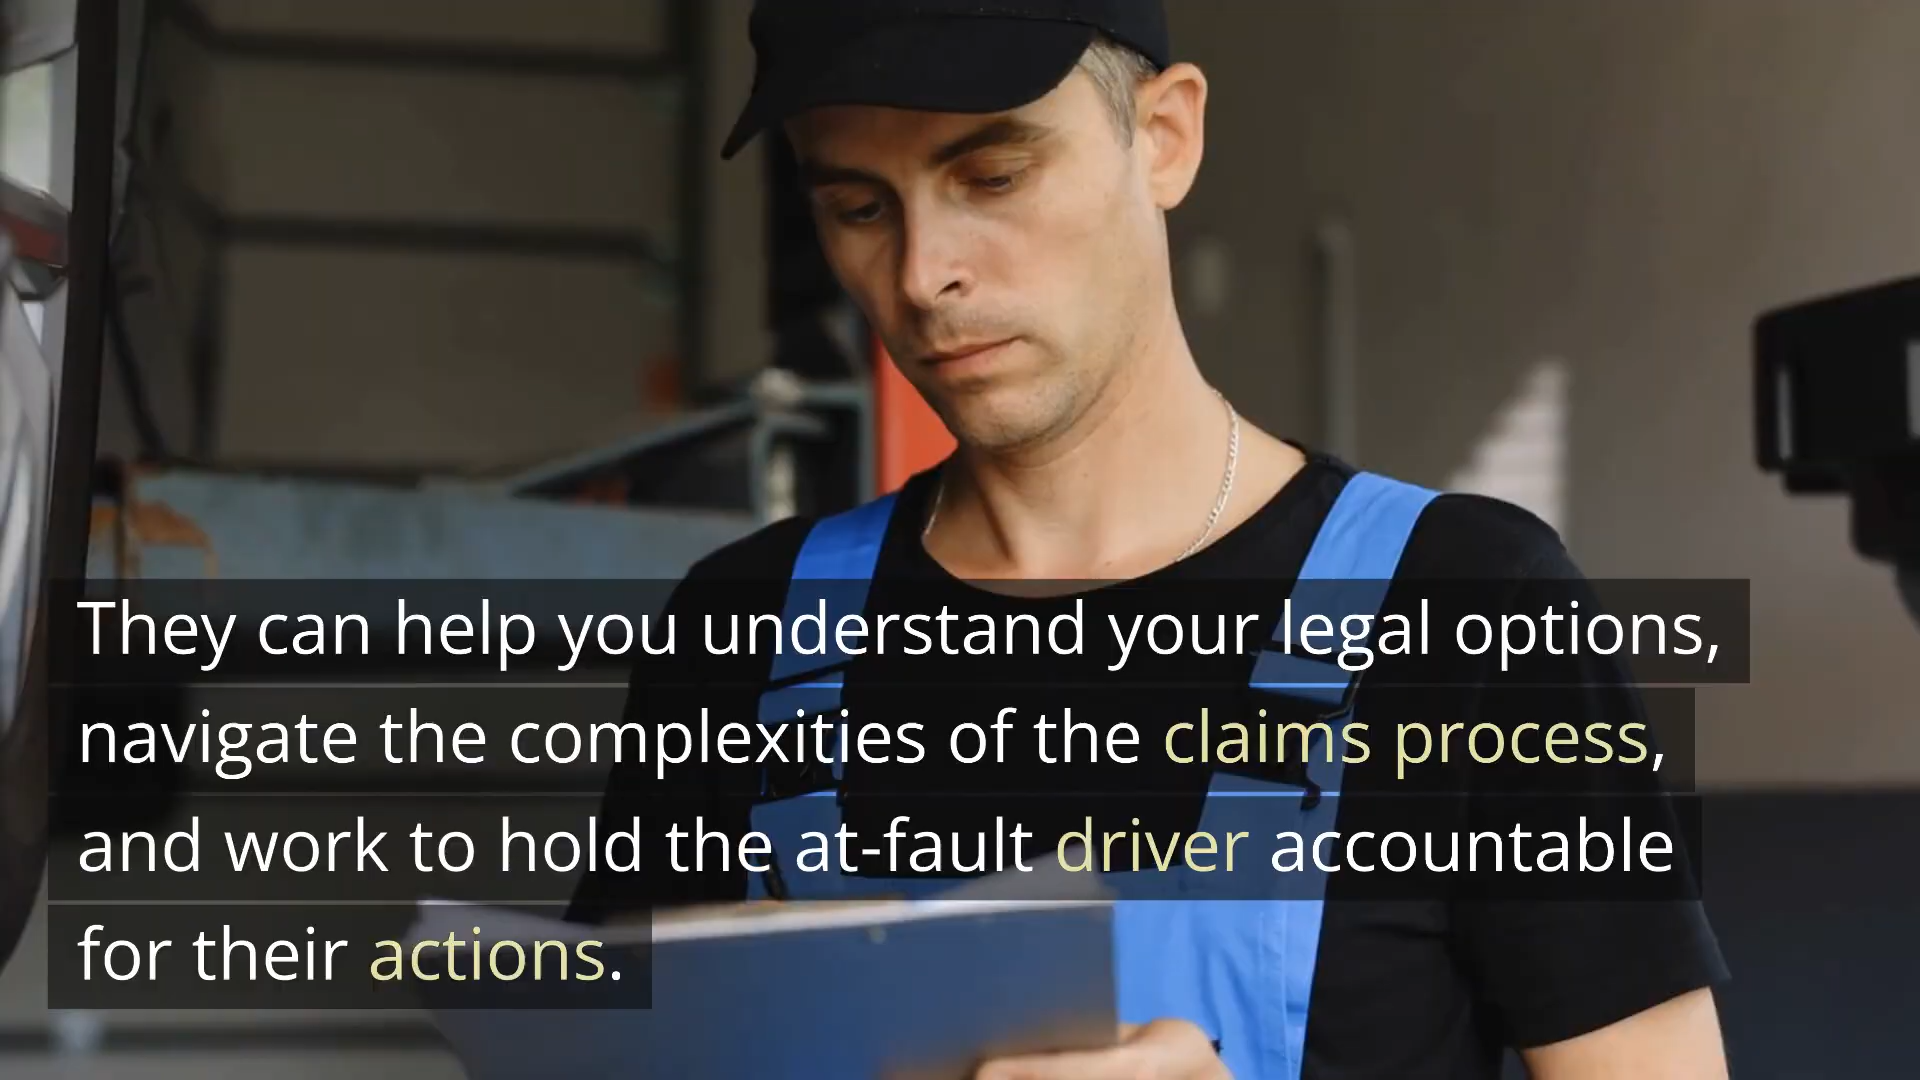 They can help you understand your legal options,
navigate the complexities of the claims process,
and work to hold the at-fault driver accountable
for their actions.